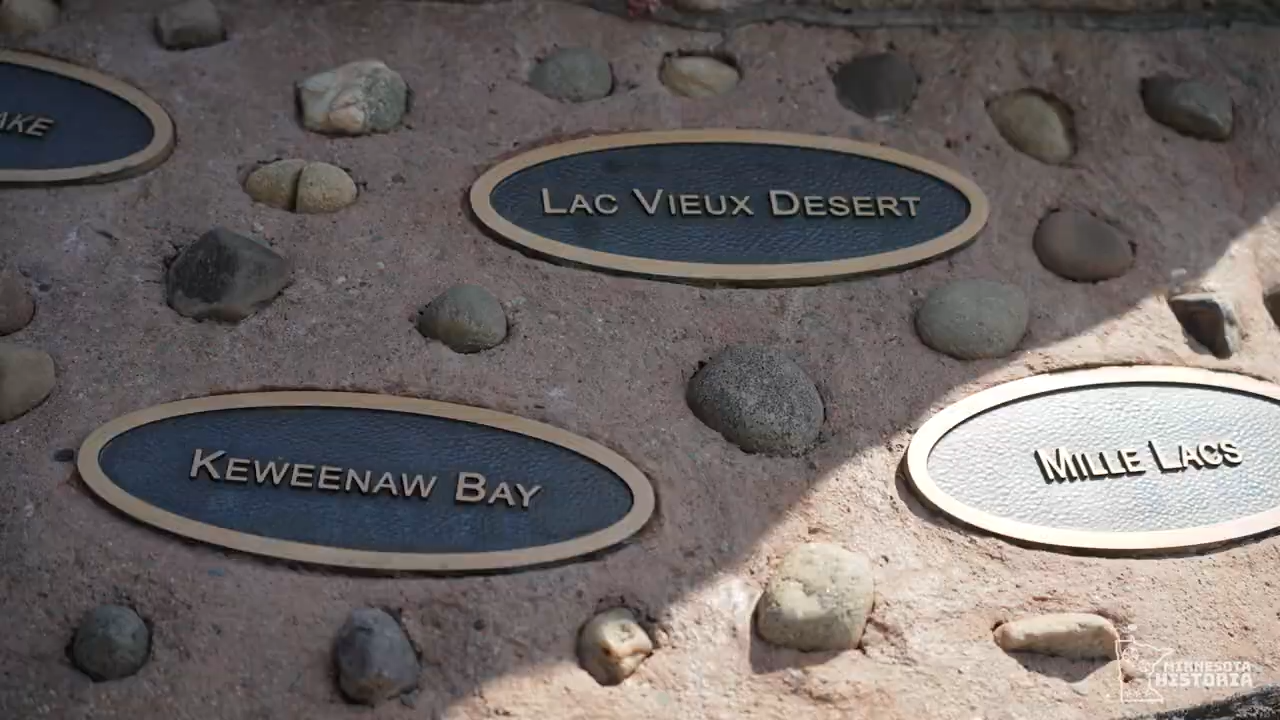 AKE
LAC VIEUX DESERT
KEWEENAW BAY
MILLE LACS
MINNESOTA
HISTORIA